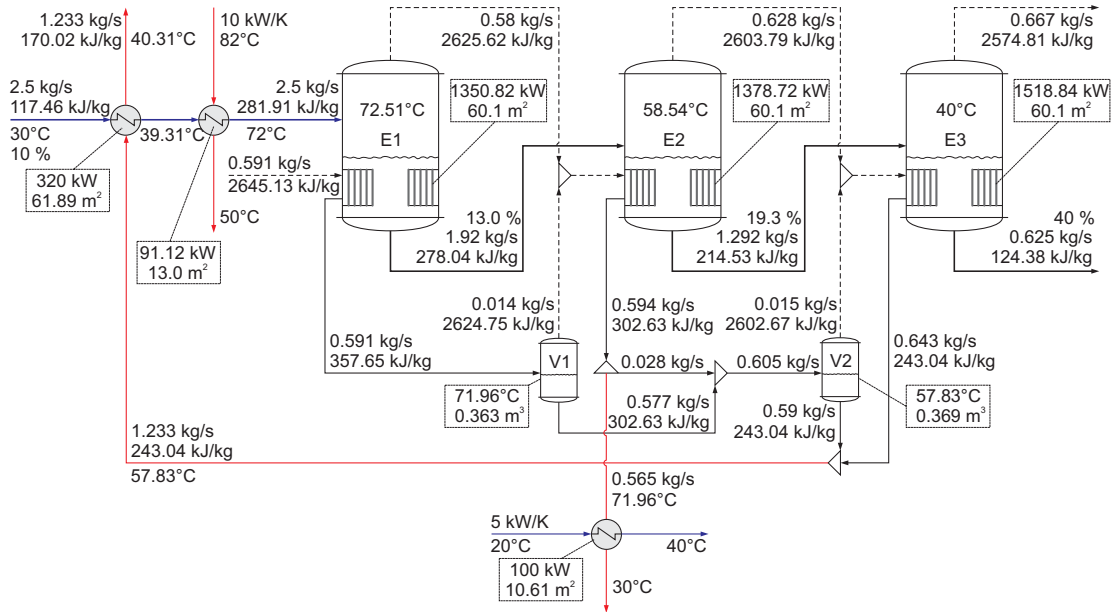 1.233 kg/s
170.02 kJ/kg
40.31°C
10 kW/K
82°C
0.58 kg/s
2625.62 kJ/kg
0.628 kg/s
2603.79 kJ/kg
0.667 kg/s
2574.81 kJ/kg
2.5 kg/s
117.46 kJ/kg
30°C
10 %
39.31°C
2.5 kg/s
281.91 kJ/kg
72°C
320 kW
61.89 m²
91.12 kW
13.0 m²
50°C
0.591 kg/s
2645.13 kJ/kg
72.51°C
E1
1350.82 kW
60.1 m²
58.54°C
E2
1378.72 kW
60.1 m²
40°C
E3
1518.84 kW
60.1 m²
13.0 %
1.92 kg/s
278.04 kJ/kg
19.3 %
1.292 kg/s
214.53 kJ/kg
40 %
0.625 kg/s
124.38 kJ/kg
0.014 kg/s
2624.75 kJ/kg
0.594 kg/s
302.63 kJ/kg
0.015 kg/s
2602.67 kJ/kg
0.643 kg/s
243.04 kJ/kg
0.591 kg/s
357.65 kJ/kg
V1
71.96°C
0.363 m³
0.028 kg/s
0.605 kg/s
V2
57.83°C
0.369 m³
0.577 kg/s
302.63 kJ/kg
0.59 kg/s
243.04 kJ/kg
1.233 kg/s
243.04 kJ/kg
57.83°C
0.565 kg/s
71.96°C
5 kW/K
20°C
40°C
100 kW
10.61 m²
30°C